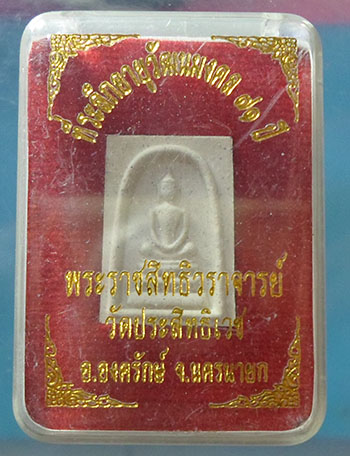 ที่ระลึกอายุวัฒนมงคล ๗๑ ปี
พระราชสิทธิวราจารย์
วัดประสิทธิเวช
อ.องครักษ์ จ.นครนายก